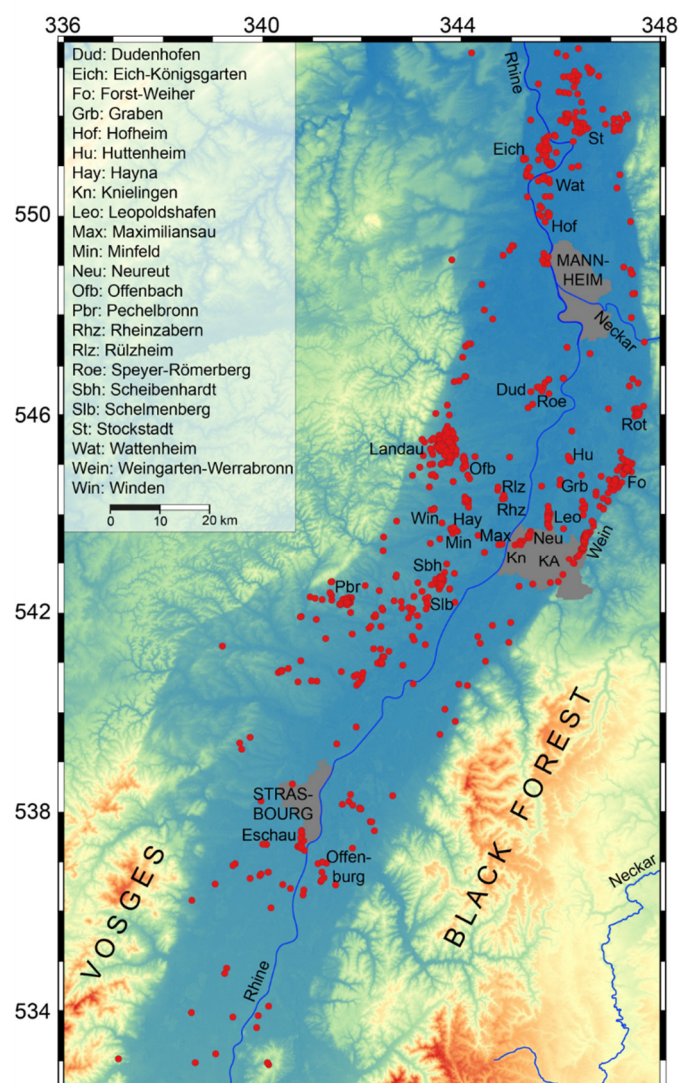 336 340 344 348
Dud: Dudenhofen
Eich: Eich-Königsgarten
Fo: Forst-Weiher
Grb: Graben
Hof: Hofheim
Hu: Huttenheim
Hay: Hayna
Kn: Knielingen
Leo: Leopoldshafen
Max: Maximiliansau
Min: Minfeld
Neu: Neureut
Ofb: Offenbach
Pbr: Pechelbronn
Rhz: Rheinzabern
Rlz: Rülzheim
Roe: Speyer-Römerberg
Sbh: Scheibenhardt
Slb: Schelmenberg
St: Stockstadt
Wat: Wattenheim
Wein: Weingarten-Werrabronn
Win: Winden
0 10 20 km
Rhine
St
Eich
Wat
550
Hof
MANN-
HEIM
Neckar
Dud
Roe
546
Rot
Landau
Ofb
Hu
Fo
Rlz
Grb
Rhz
Win
Hay
Leo
Min
Max
Neu
Wein
Kn
KA
Sbh
Pbr
Slb
542
BLACK FOREST
538
STRAS-
BOURG
Eschau
Offen-
burg
VOSGES
Neckar
Rhine
534